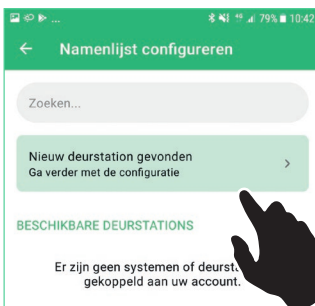 ... 79% 10:42
Namenlijst configureren
Zoeken...
Nieuw deurstation gevonden
Ga verder met de configuratie
BESCHIKBARE DEURSTATIONS
Er zijn geen systemen of
gekoppeld aan uw account.